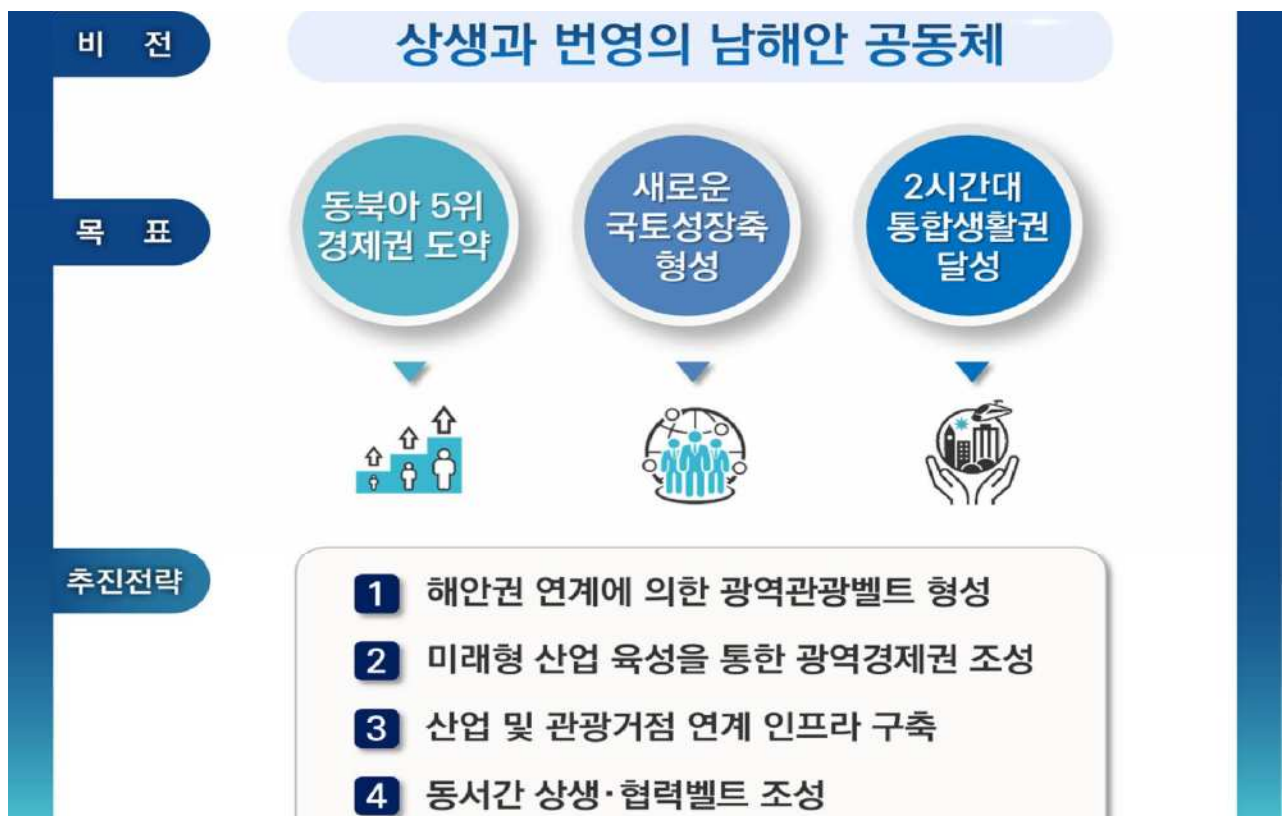 비 전
상생과 번영의 남해안 공동체
목 표
동북아 5위
경제권 도약
새로운
국토성장축
형성
2시간대
통합생활권
달성
추진전략
1 해안권 연계에 의한 광역관광벨트 형성
2 미래형 산업 육성을 통한 광역경제권 조성
3 산업 및 관광거점 연계 인프라 구축
4 동서간 상생·협력벨트 조성